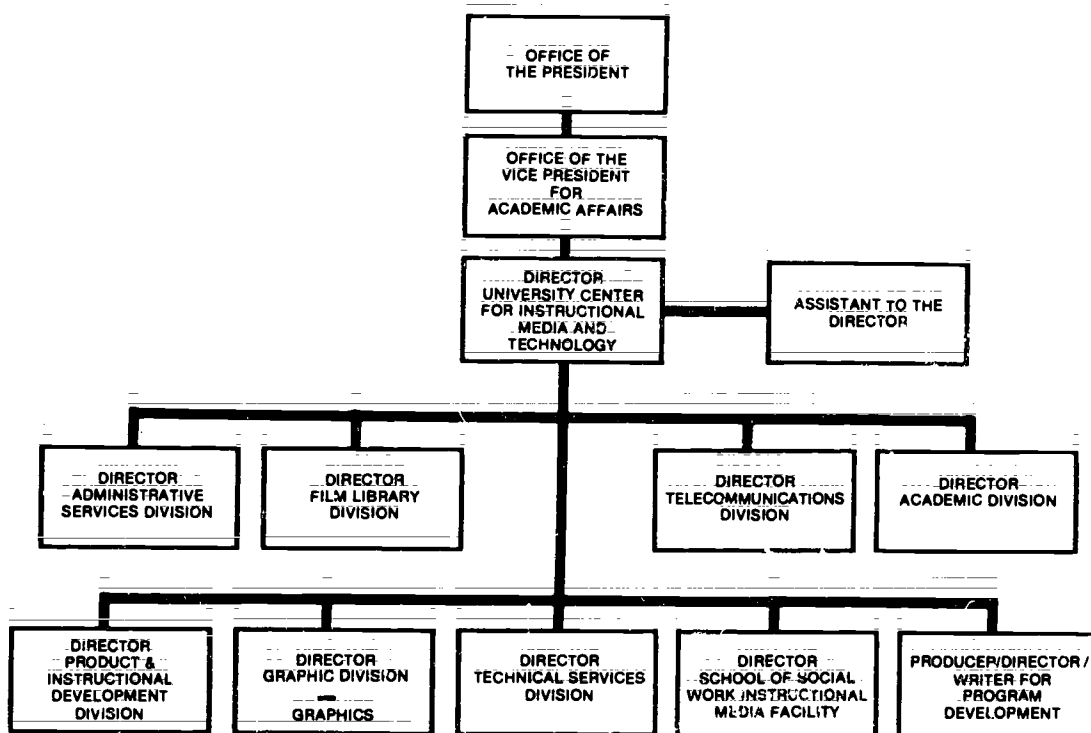 OFFICE OF
THE PRESIDENT
OFFICE OF THE
VICE PRESIDENT
FOR
ACADEMIC AFFAIRS
DIRECTOR
UNIVERSITY CENTER
FOR INSTRUCTIONAL
MEDIA AND
TECHNOLOGY
ASSISTANT TO THE
DIRECTOR
DIRECTOR
ADMINISTRATIVE
SERVICES DIVISION
DIRECTOR
FILM LIBRARY
DIVISION
DIRECTOR
TELECOMMUNICATIONS
DIVISION
DIRECTOR
ACADEMIC DIVISION
DIRECTOR
PRODUCT &
INSTRUCTIONAL
DEVELOPMENT
DIVISION
DIRECTOR
GRAPHIC DIVISION
—
GRAPHICS
DIRECTOR
TECHNICAL SERVICES
DIVISION
DIRECTOR
SCHOOL OF SOCIAL
WORK INSTRUCTIONAL
MEDIA FACILITY
PRODUCER/DIRECTOR/
WRITER FOR
PROGRAM
DEVELOPMENT